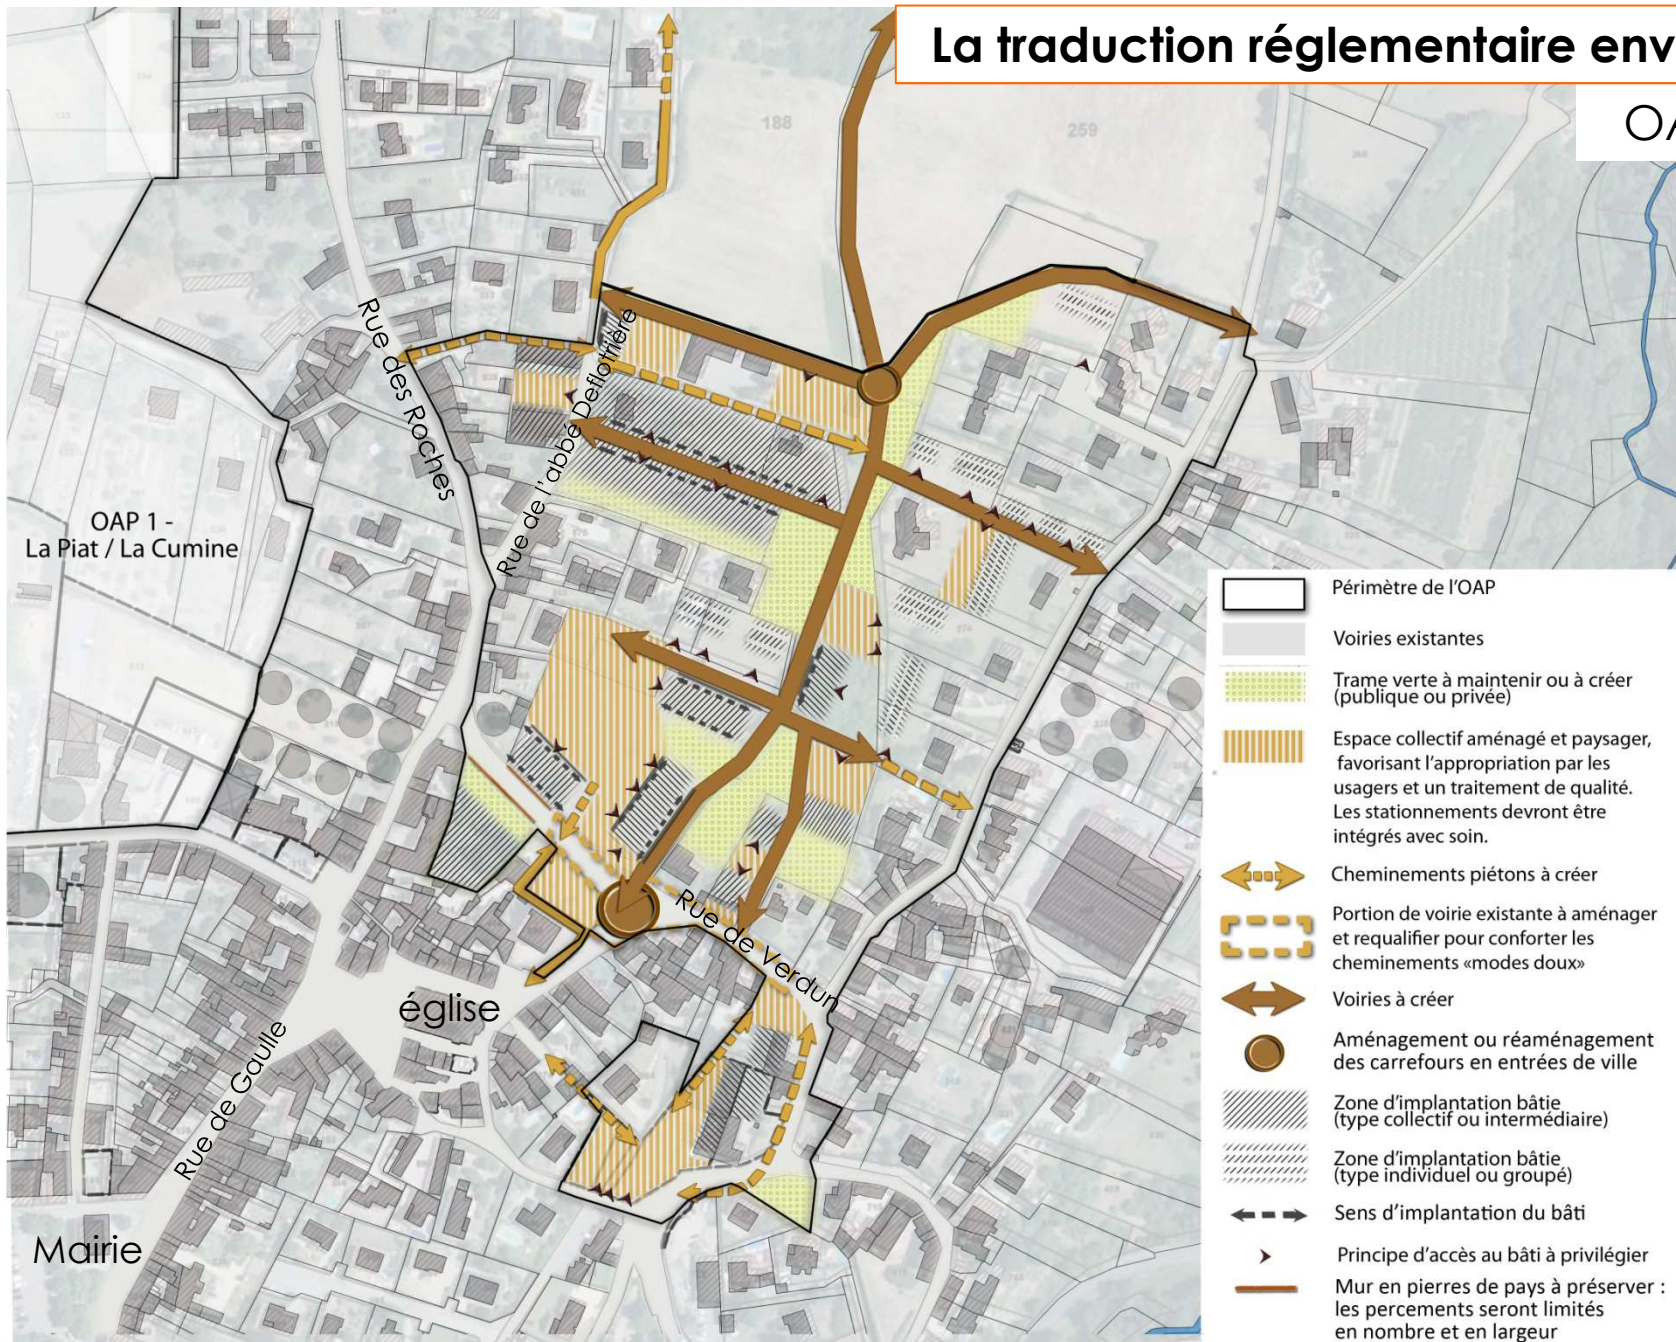 La traduction réglementaire env
OA
188
259
Rue des Roches
Rue de l'abbé Deflotrière
OAP 1 -
La Piat / La Cumine
Rue de Verdun
église
Rue de Gaulle
Mairie
Périmètre de l'OAP
Voiries existantes
Trame verte à maintenir ou à créer
(publique ou privée)
Espace collectif aménagé et paysager,
favorisant l'appropriation par les
usagers et un traitement de qualité.
Les stationnements devront être
intégrés avec soin.
Cheminements piétons à créer
Portion de voirie existante à aménager
et requalifier pour conforter les
cheminements «modes doux»
Voiries à créer
Aménagement ou réaménagement
des carrefours en entrées de ville
Zone d'implantation bâtie
(type collectif ou intermédiaire)
Zone d'implantation bâtie
(type individuel ou groupé)
Sens d'implantation du bâti
Principe d'accès au bâti à privilégier
Mur en pierres de pays à préserver :
les percements seront limités
en nombre et en largeur